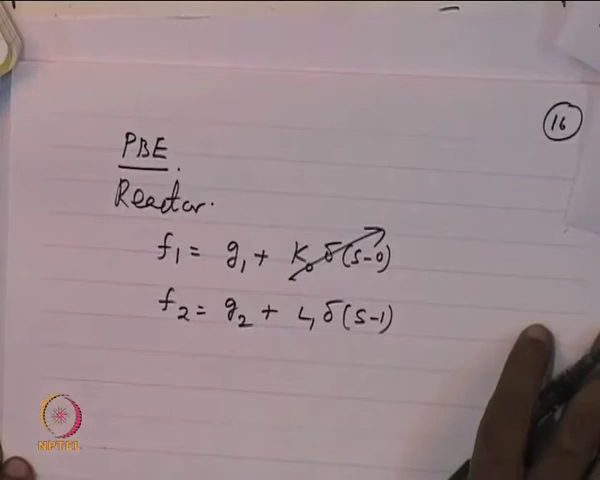 16
PBE
Reactor.
f₁ = g₁ + K₀ δ(s-0)
f₂ = g₂ + L₁ δ(s-1)
NPTEL